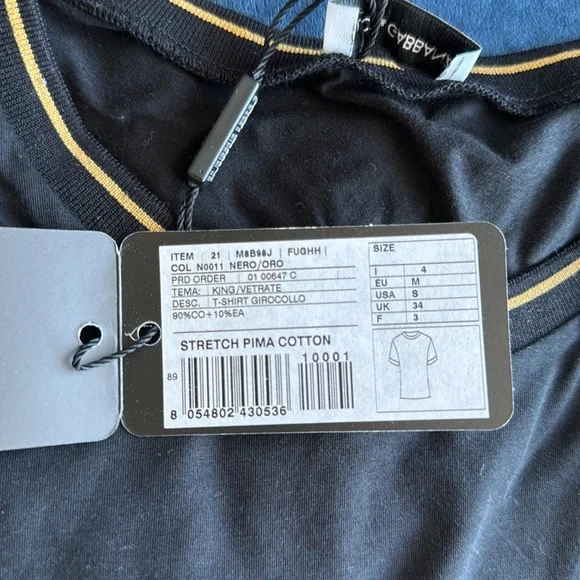 GABBANA
ITEM | 21 | M8B98J | FUGHH |
COL N0011 NERO/ORO
PRD ORDER | 01 00647 C
TEMA: | KING/VETRATE
DESC. | T-SHIRT GIROCOLLO
90%CO+10%EA
STRETCH PIMA COTTON
10001
89
8 054802 430536
SIZE
I 4
EU M
USA S
UK 34
F 3